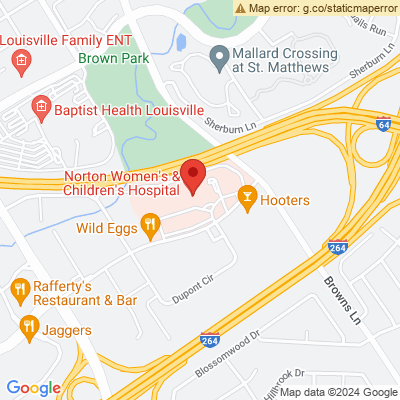 Map error: g.co/staticmaperror
Louisville Family ENT
Brown Park
Mallard Crossing
at St. Matthews
Falls Run
Baptist Health Louisville
Sherburn Ln
64
Norton Women's &
Children's Hospital
Hooters
Wild Eggs
264
Rafferty's
Restaurant & Bar
Dupont Cir
Browns Ln
Jaggers
264
Blossomwood Dr
Hillbrook Dr
Google
Map data ©2024 Google